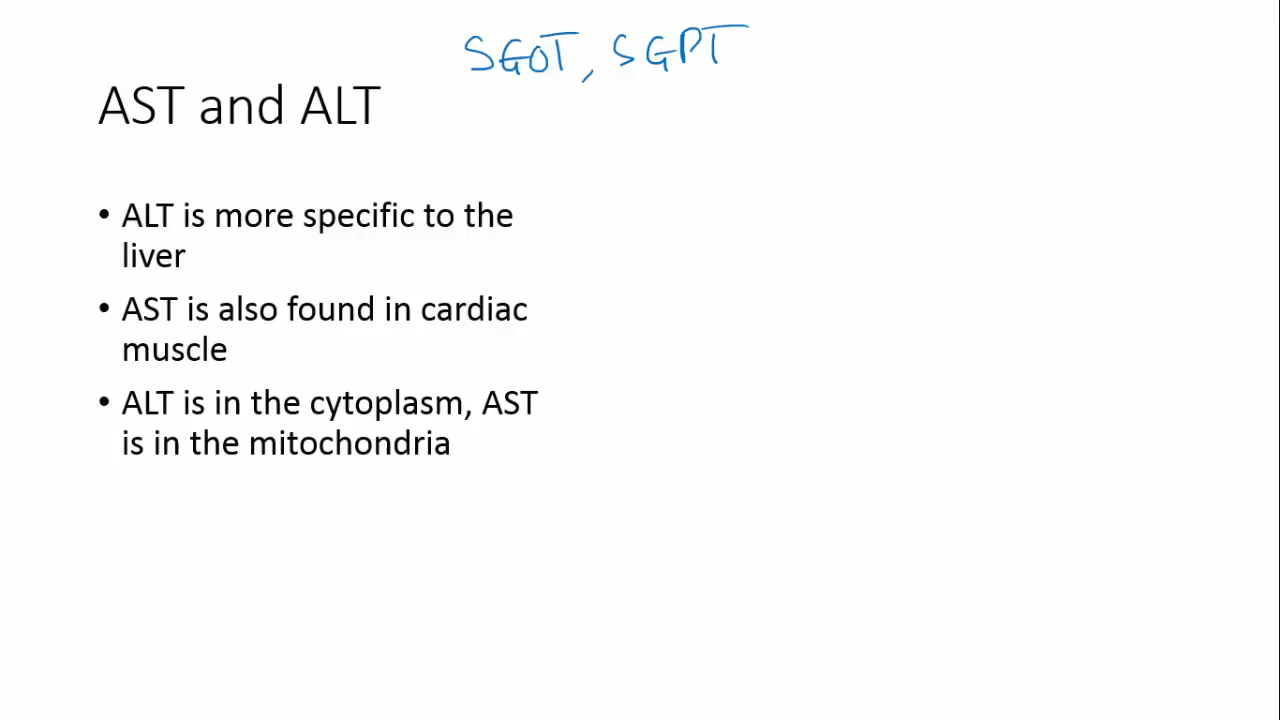 SGOT, SGPT
AST and ALT
• ALT is more specific to the
liver
• AST is also found in cardiac
muscle
• ALT is in the cytoplasm, AST
is in the mitochondria